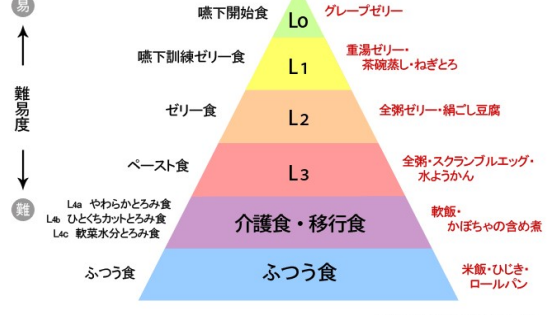 易
難易度
難
嚥下開始食
L0
グレープゼリー
嚥下訓練ゼリー食
L1
重湯ゼリー・
茶碗蒸し・ねぎとろ
ゼリー食
L2
全粥ゼリー・絹ごし豆腐
ペースト食
L3
全粥・スクランブルエッグ・
水ようかん
L4a やわらかとろみ食
L4b ひとくちカットとろみ食
L4c 軟菜水分とろみ食
介護食・移行食
軟飯・
かぼちゃの含め煮
ふつう食
ふつう食
米飯・ひじき・
ロールパン